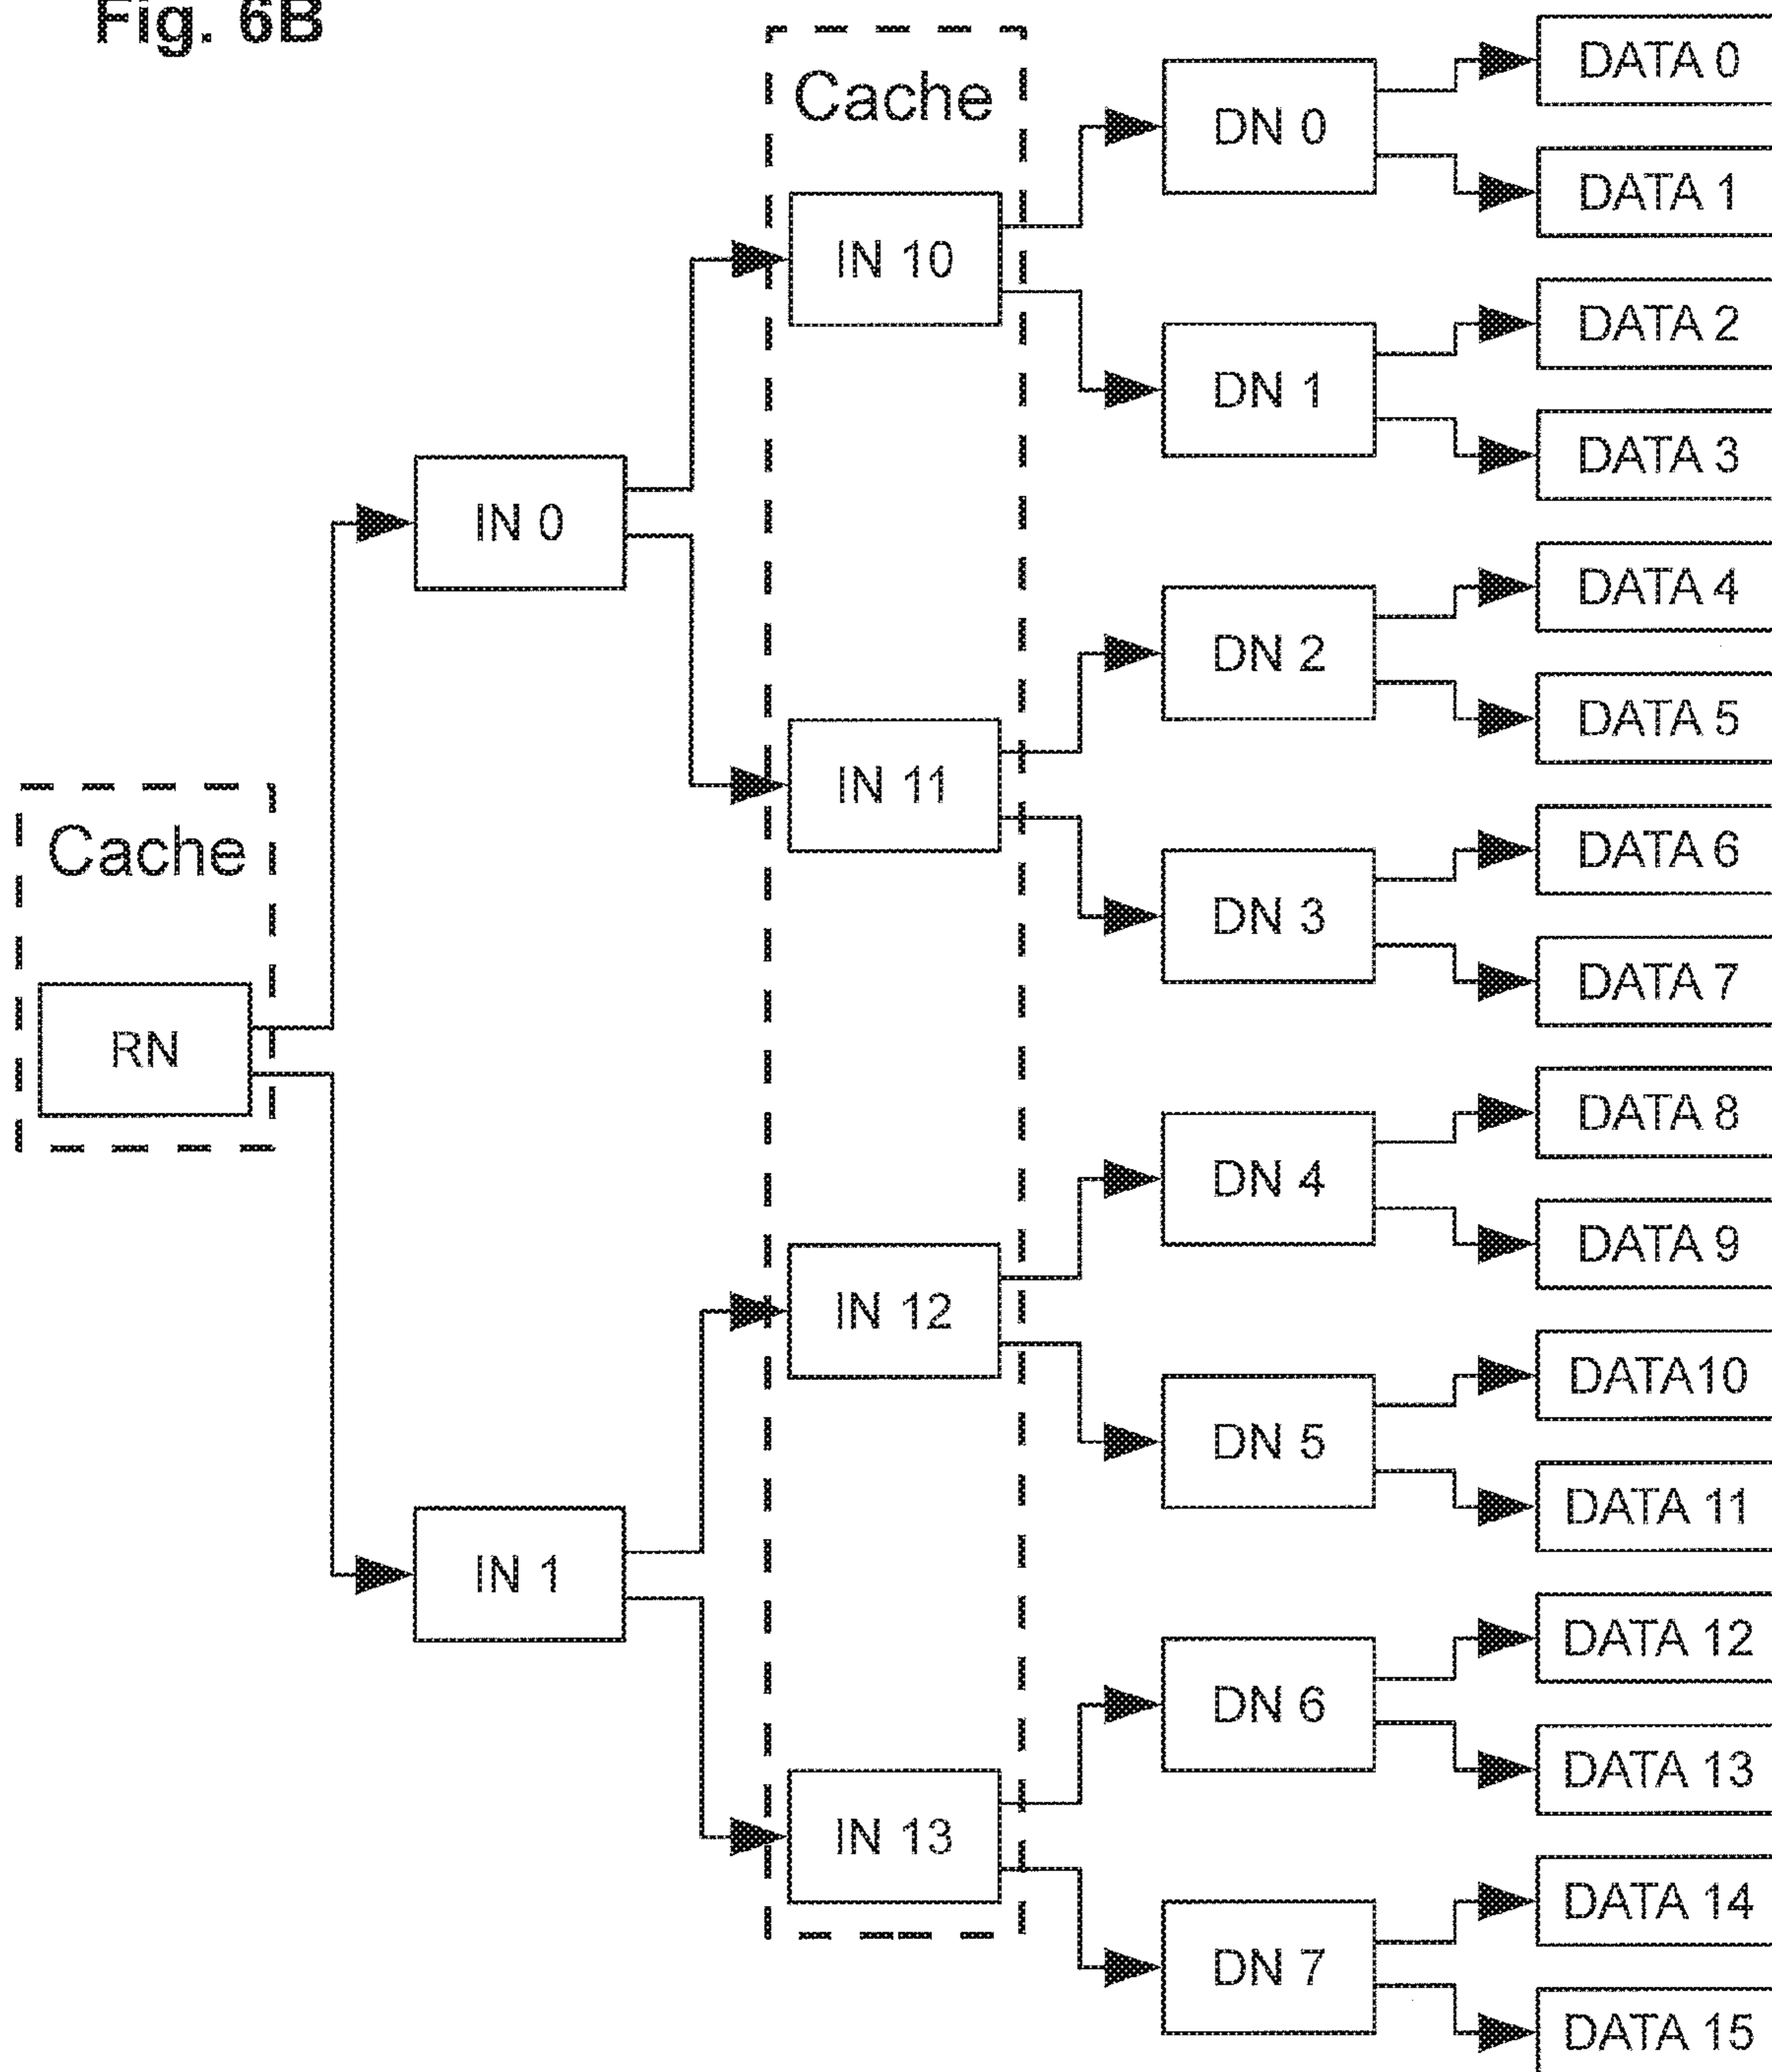 Fig. 6B
Cache
DATA 0
DN 0
DATA 1
IN 10
DATA 2
DN 1
DATA 3
IN 0
DATA 4
DN 2
DATA 5
IN 11
Cache
DATA 6
DN 3
DATA 7
RN
DATA 8
DN 4
DATA 9
IN 12
DATA10
DN 5
DATA 11
IN 1
DATA 12
DN 6
DATA 13
IN 13
DATA 14
DN 7
DATA 15